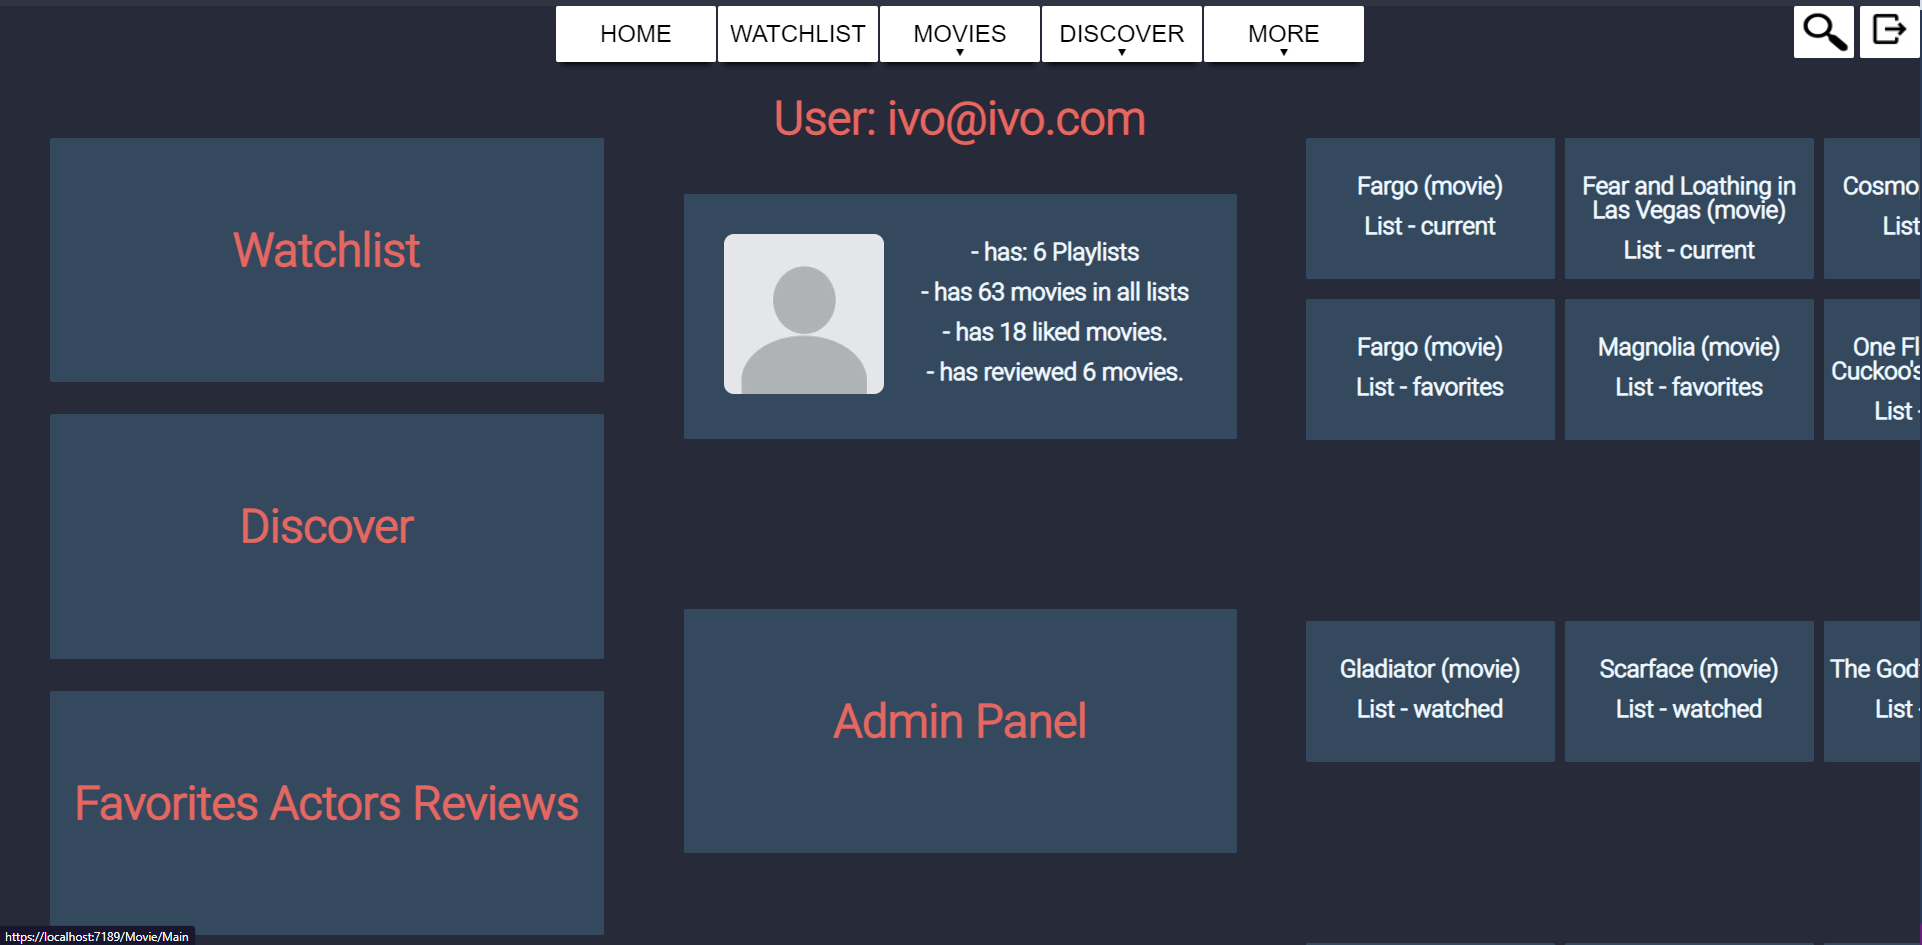 HOME
WATCHLIST
MOVIES
DISCOVER
MORE
User: ivo@ivo.com
Watchlist
Discover
Favorites Actors Reviews
- has: 6 Playlists
- has 63 movies in all lists
- has 18 liked movies.
- has reviewed 6 movies.
Admin Panel
Fargo (movie)
List - current
Fear and Loathing in
Las Vegas (movie)
List - current
Cosmo
List
Fargo (movie)
List - favorites
Magnolia (movie)
List - favorites
One Fl
Cuckoo's
List -
Gladiator (movie)
List - watched
Scarface (movie)
List - watched
The God
List -
https://localhost:7189/Movie/Main